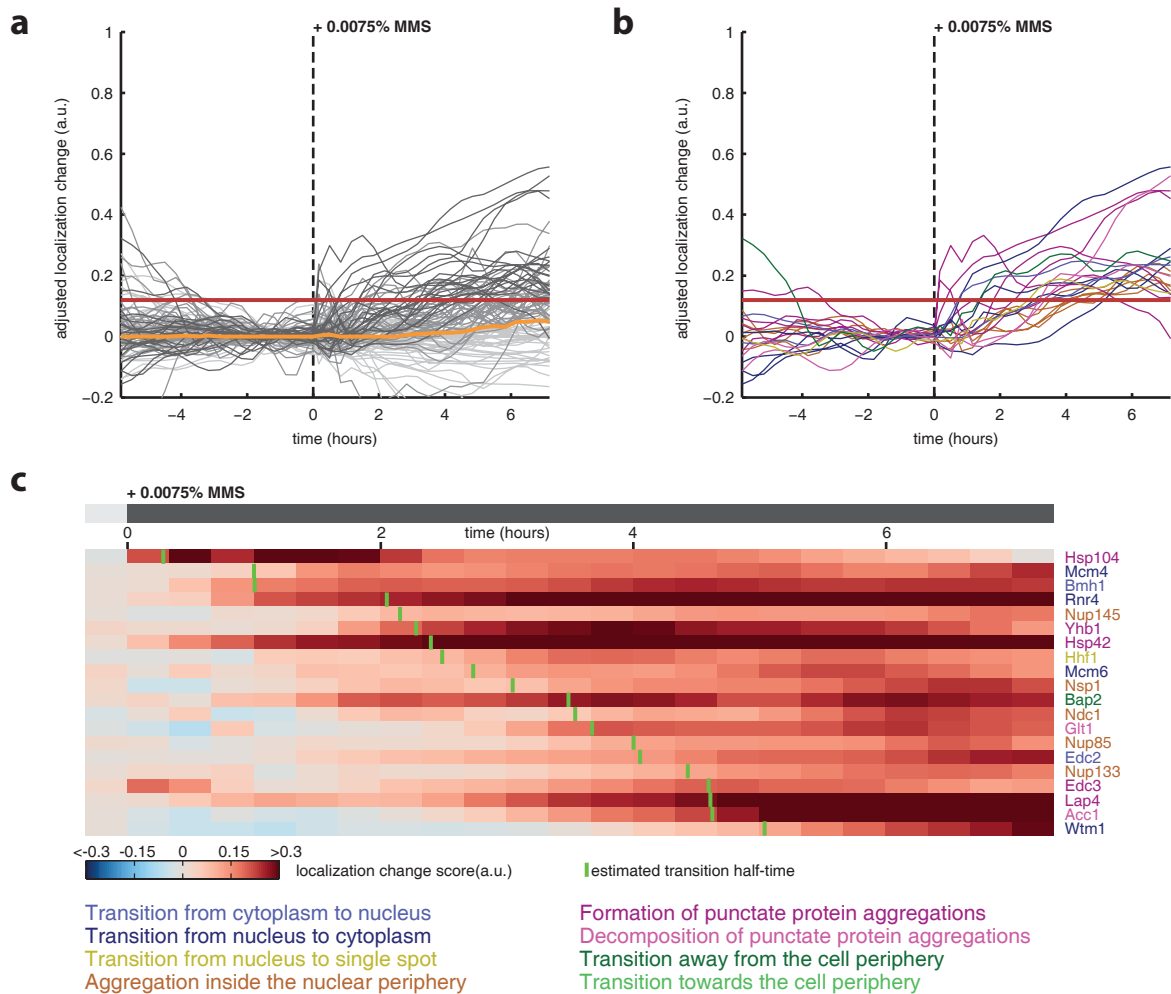 a
b
+ 0.0075% MMS
+ 0.0075% MMS
adjusted localization change (a.u.)
1
0.8
0.6
0.4
0.2
0
−0.2
−4
−2
0
2
4
6
time (hours)
adjusted localization change (a.u.)
1
0.8
0.6
0.4
0.2
0
−0.2
−4
−2
0
2
4
6
time (hours)
c
+ 0.0075% MMS
0 2 time (hours) 4 6
Hsp104
Mcm4
Bmh1
Rnr4
Nup145
Yhb1
Hsp42
Hhf1
Mcm6
Nsp1
Bap2
Ndc1
Glt1
Nup85
Edc2
Nup133
Edc3
Lap4
Acc1
Wtm1
<-0.3 -0.15 0 0.15 >0.3
localization change score(a.u.)
estimated transition half-time
Transition from cytoplasm to nucleus
Transition from nucleus to cytoplasm
Transition from nucleus to single spot
Aggregation inside the nuclear periphery
Formation of punctate protein aggregations
Decomposition of punctate protein aggregations
Transition away from the cell periphery
Transition towards the cell periphery